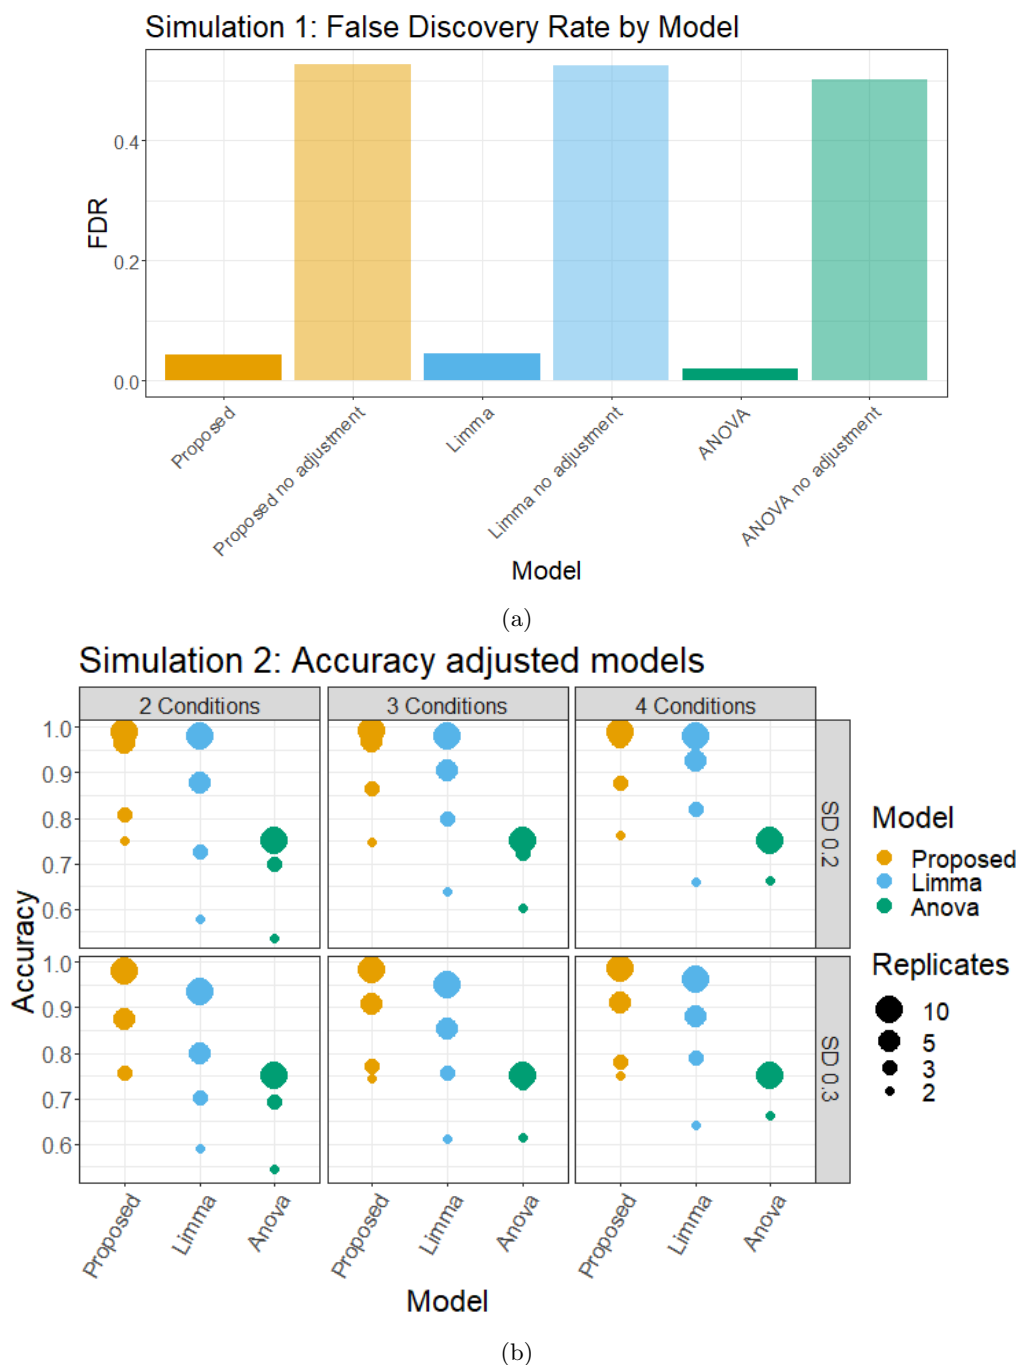 Simulation 1: False Discovery Rate by Model
FDR
0.4
0.2
0.0
Proposed
Proposed no adjustment
Limma
Limma no adjustment
ANOVA
ANOVA no adjustment
Model
(a)
Simulation 2: Accuracy adjusted models
2 Conditions
3 Conditions
4 Conditions
Accuracy
1.0
0.9
0.8
0.7
0.6
SD 0.2
1.0
0.9
0.8
0.7
0.6
SD 0.3
Proposed
Limma
Anova
Proposed
Limma
Anova
Proposed
Limma
Anova
Model
Model
Proposed
Limma
Anova
Replicates
10
5
3
2
(b)